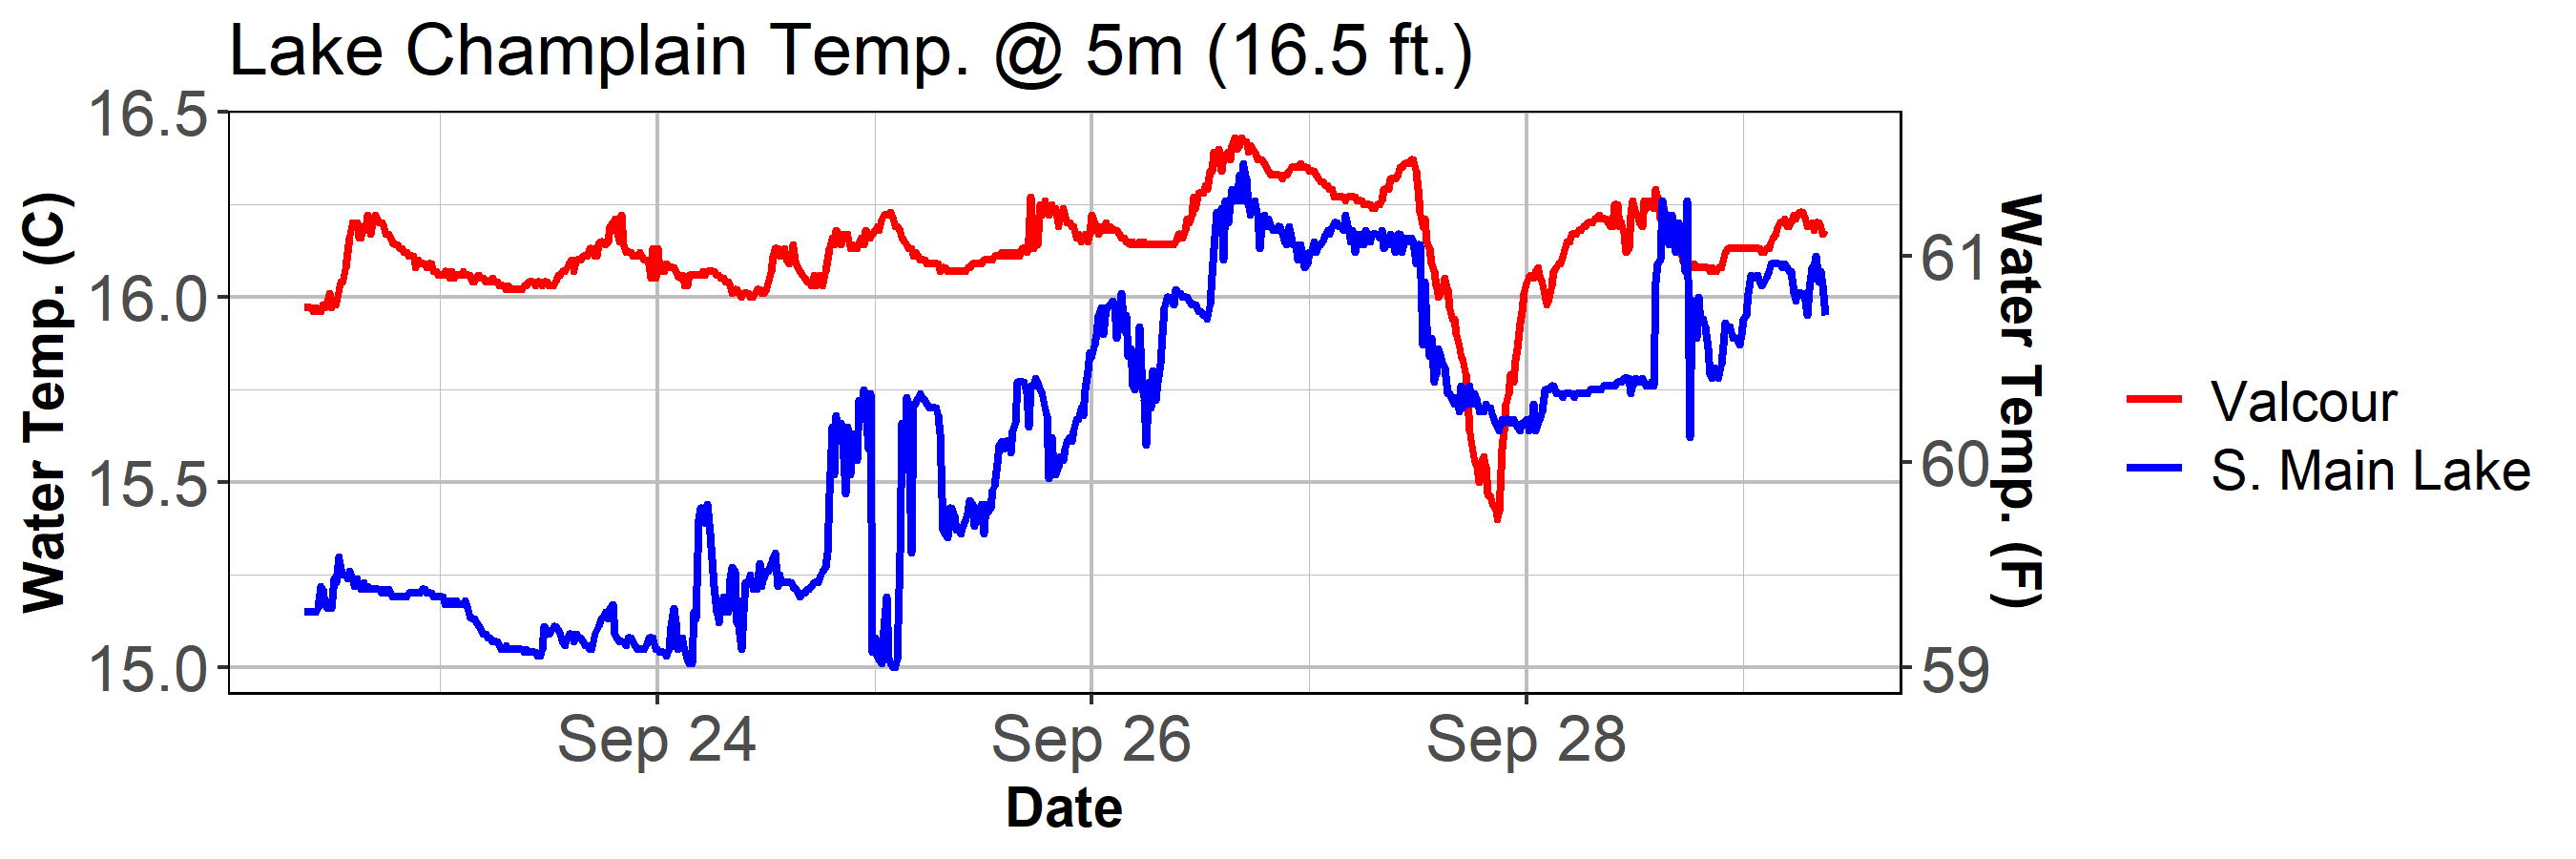 Lake Champlain Temp. @ 5m (16.5 ft.)
Water Temp. (C)
16.5
16.0
15.5
15.0
61
60
59
Water Temp. (F)
Sep 24 Sep 26 Sep 28
Date
Valcour
S. Main Lake